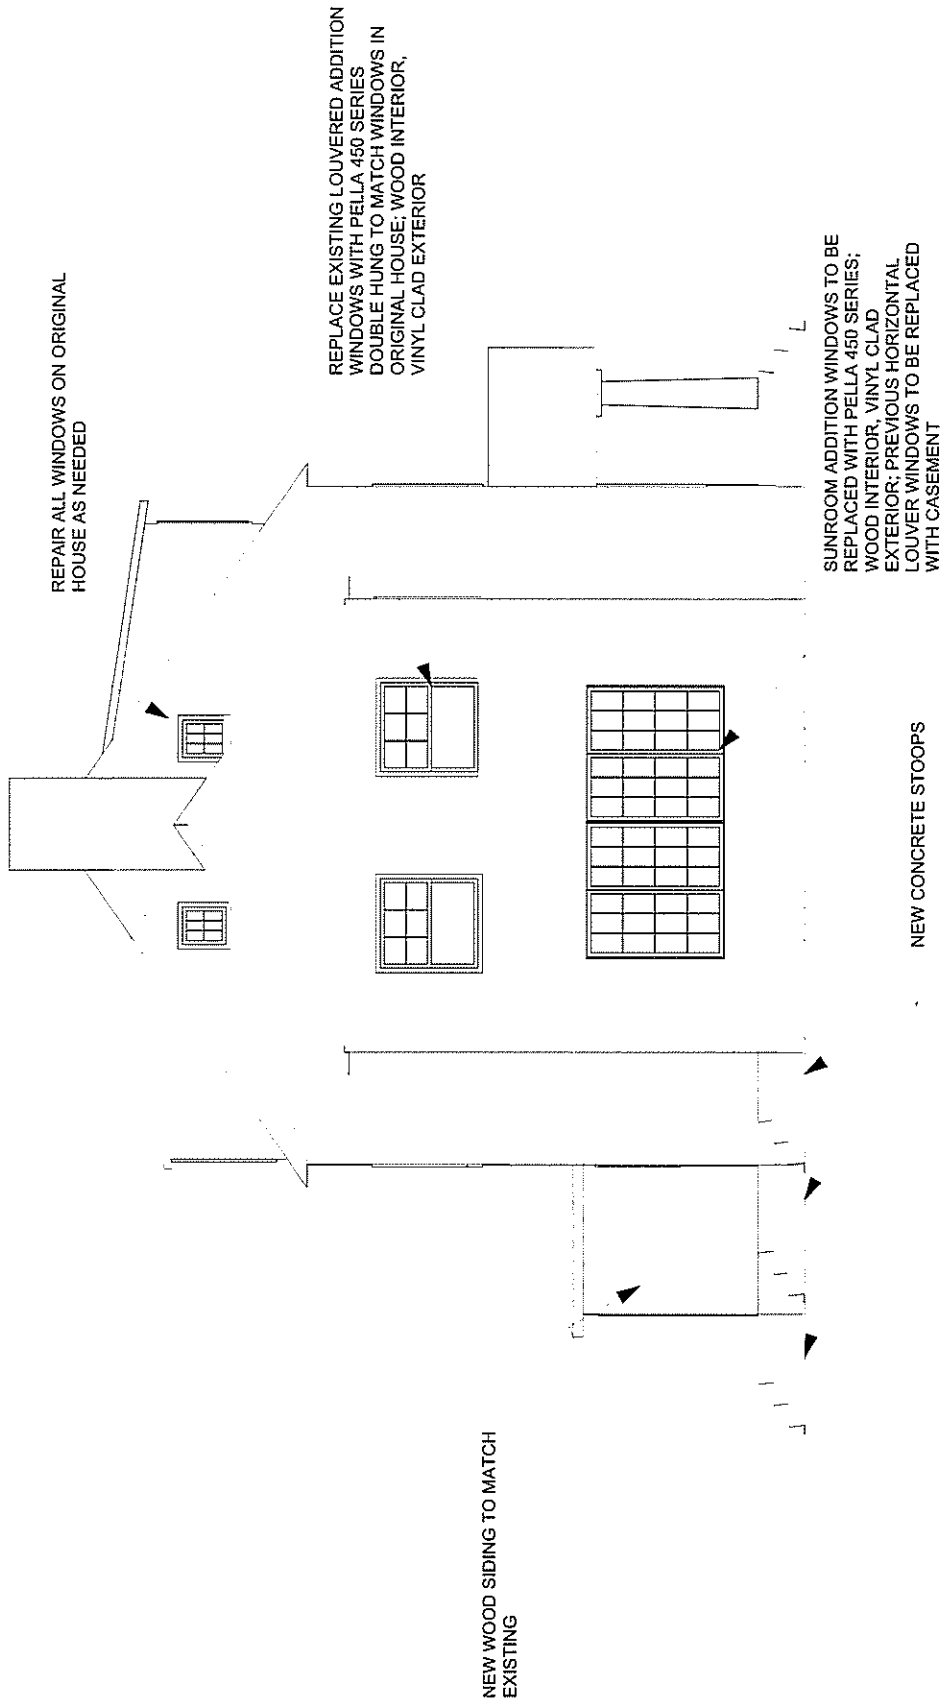 REPAIR ALL WINDOWS ON ORIGINAL
HOUSE AS NEEDED
REPLACE EXISTING LOUVERED ADDITION
WINDOWS WITH PELLA 450 SERIES
DOUBLE HUNG TO MATCH WINDOWS IN
ORIGINAL HOUSE; WOOD INTERIOR,
VINYL CLAD EXTERIOR
NEW WOOD SIDING TO MATCH
EXISTING
SUNROOM ADDITION WINDOWS TO BE
REPLACED WITH PELLA 450 SERIES;
WOOD INTERIOR, VINYL CLAD
EXTERIOR; PREVIOUS HORIZONTAL
LOUVER WINDOWS TO BE REPLACED
WITH CASEMENT
NEW CONCRETE STOOPS